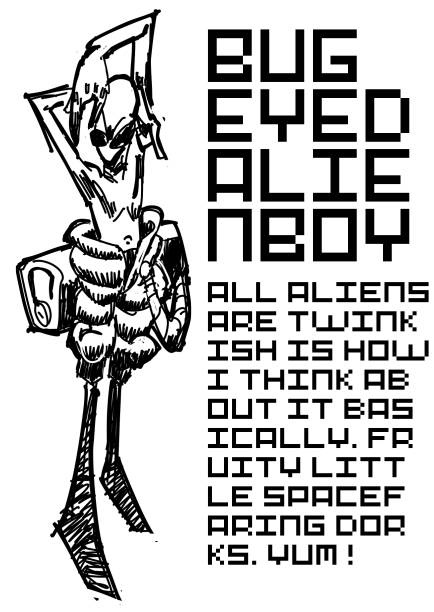 BUG
EYED
ALIE
NBOY
ALL ALIENS
ARE TWINK
ISH IS HOW
I THINK AB
OUT IT BAS
ICALLY. FR
UITY LITT
LE SPACEF
ARING DOR
KS. YUM!